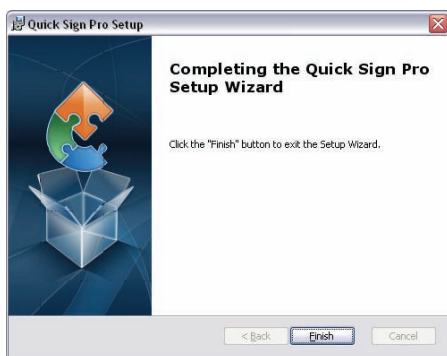 Quick Sign Pro Setup
Completing the Quick Sign Pro
Setup Wizard
Click the "Finish" button to exit the Setup Wizard.
< Back
Finish
Cancel